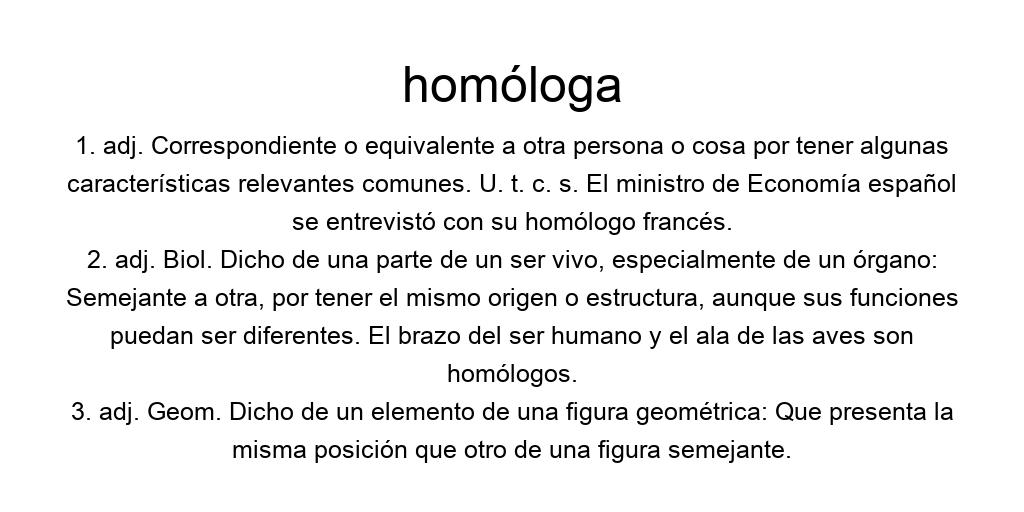 homóloga
1. adj. Correspondiente o equivalente a otra persona o cosa por tener algunas
características relevantes comunes. U. t. c. s. El ministro de Economía español
se entrevistó con su homólogo francés.
2. adj. Biol. Dicho de una parte de un ser vivo, especialmente de un órgano:
Semejante a otra, por tener el mismo origen o estructura, aunque sus funciones
puedan ser diferentes. El brazo del ser humano y el ala de las aves son
homólogos.
3. adj. Geom. Dicho de un elemento de una figura geométrica: Que presenta la
misma posición que otro de una figura semejante.